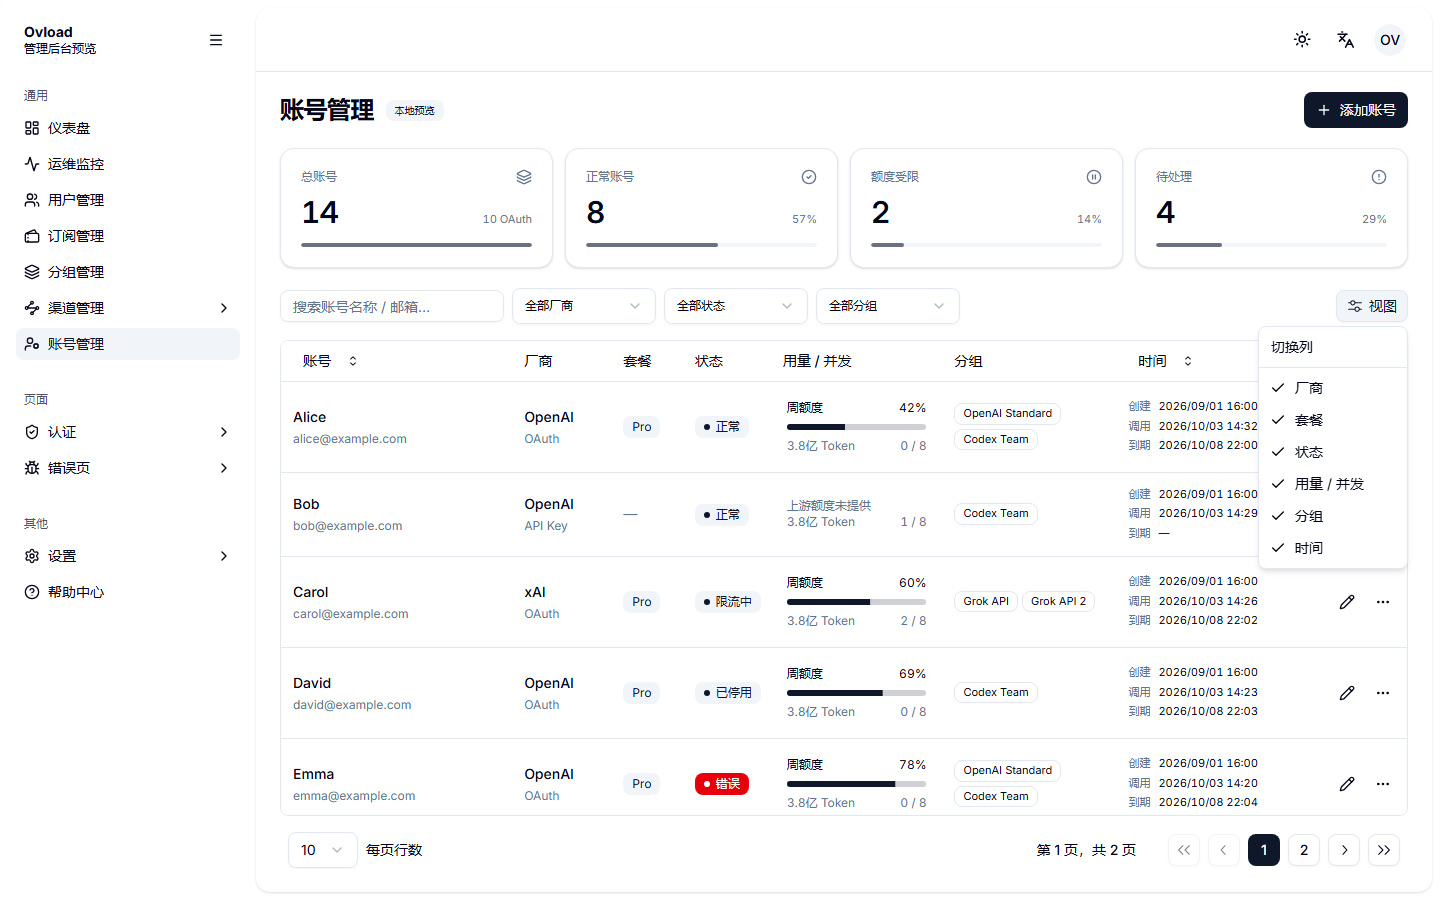 Ovload
管理后台预览
通用
仪表盘
运维监控
用户管理
订阅管理
分组管理
渠道管理
账号管理
页面
认证
错误页
其他
设置
帮助中心
OV
账号管理 本地预览
添加账号
总账号
14 10 OAuth
正常账号
8 57%
额度受限
2 14%
待处理
4 29%
搜索账号名称 / 邮箱... 全部厂商 全部状态 全部分组 视图
切换列
厂商
套餐
状态
用量 / 并发
分组
时间
账号 厂商 套餐 状态 用量 / 并发 分组 时间
Alice
alice@example.com
OpenAI
OAuth
Pro
正常
周额度 42%
3.8亿 Token 0 / 8
OpenAI Standard
Codex Team
创建 2026/09/01 16:00
调用 2026/10/03 14:32
到期 2026/10/08 22:00
Bob
bob@example.com
OpenAI
API Key
—
正常
上游额度未提供
3.8亿 Token 1 / 8
Codex Team
创建 2026/09/01 16:00
调用 2026/10/03 14:29
到期 —
Carol
carol@example.com
xAI
OAuth
Pro
限流中
周额度 60%
3.8亿 Token 2 / 8
Grok API Grok API 2
创建 2026/09/01 16:00
调用 2026/10/03 14:26
到期 2026/10/08 22:02
David
david@example.com
OpenAI
OAuth
Pro
已停用
周额度 69%
3.8亿 Token 0 / 8
Codex Team
创建 2026/09/01 16:00
调用 2026/10/03 14:23
到期 2026/10/08 22:03
Emma
emma@example.com
OpenAI
OAuth
Pro
错误
周额度 78%
3.8亿 Token 0 / 8
OpenAI Standard
Codex Team
创建 2026/09/01 16:00
调用 2026/10/03 14:20
到期 2026/10/08 22:04
10 每页行数
第 1 页，共 2 页
1 2